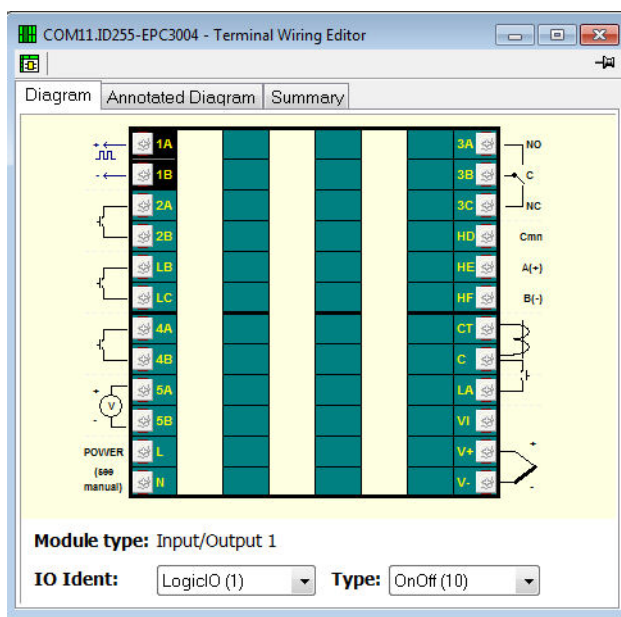 COM11.ID255-EPC3004 - Terminal Wiring Editor
Diagram Annotated Diagram Summary
1A 3A NO
1B 3B C
2A 3C NC
2B HD Cmn
LB HE A(+)
LC HF B(-)
4A CT
4B C
5A LA
V
5B VI
POWER L V+
(see
manual) N V-
Module type: Input/Output 1
IO Ident: LogicIO (1) Type: OnOff (10)